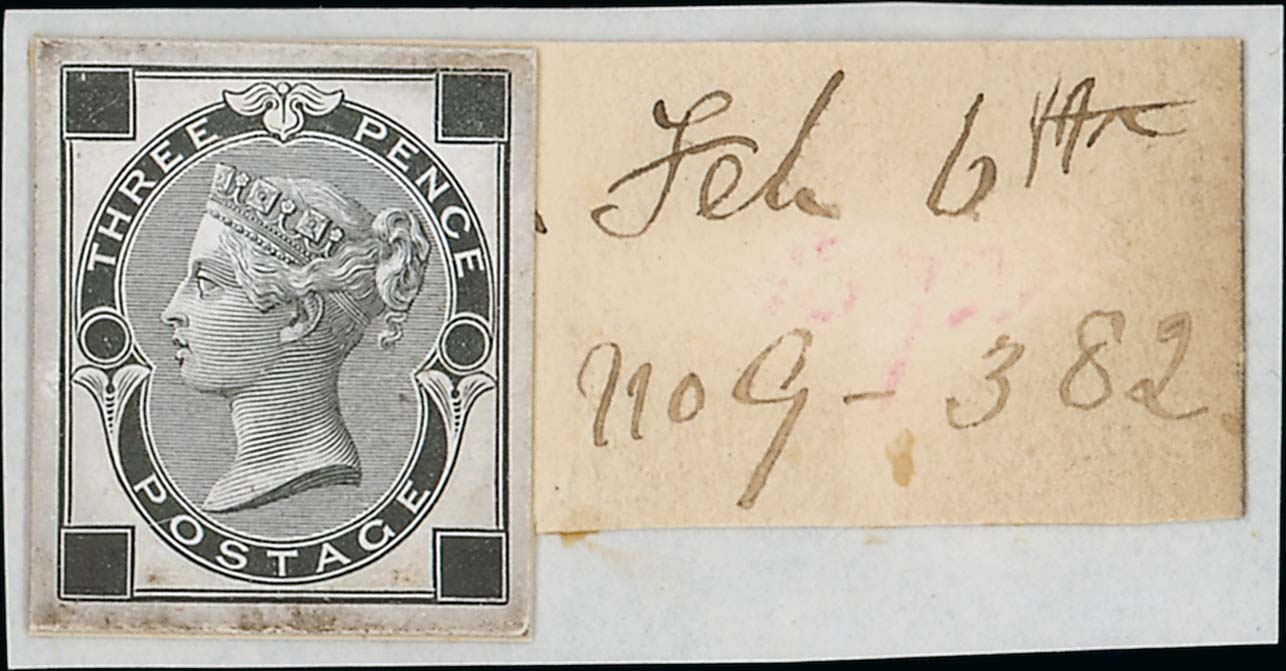 THREE PENCE
POSTAGE
Feb 6th
No 9 - 382